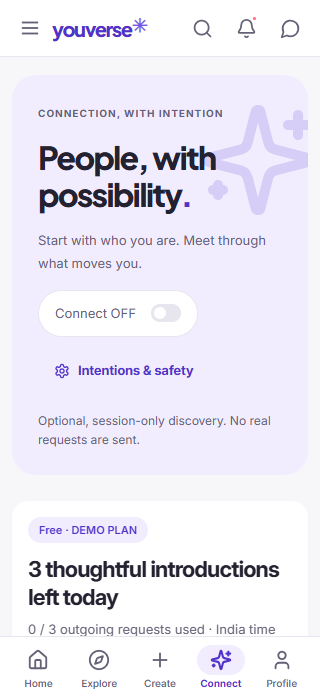 youverse
CONNECTION, WITH INTENTION
People, with
possibility.
Start with who you are. Meet through
what moves you.
Connect OFF
Intentions & safety
Optional, session-only discovery. No real
requests are sent.
Free · DEMO PLAN
3 thoughtful introductions
left today
0 / 3 outgoing requests used · India time
Home Explore Create Connect Profile